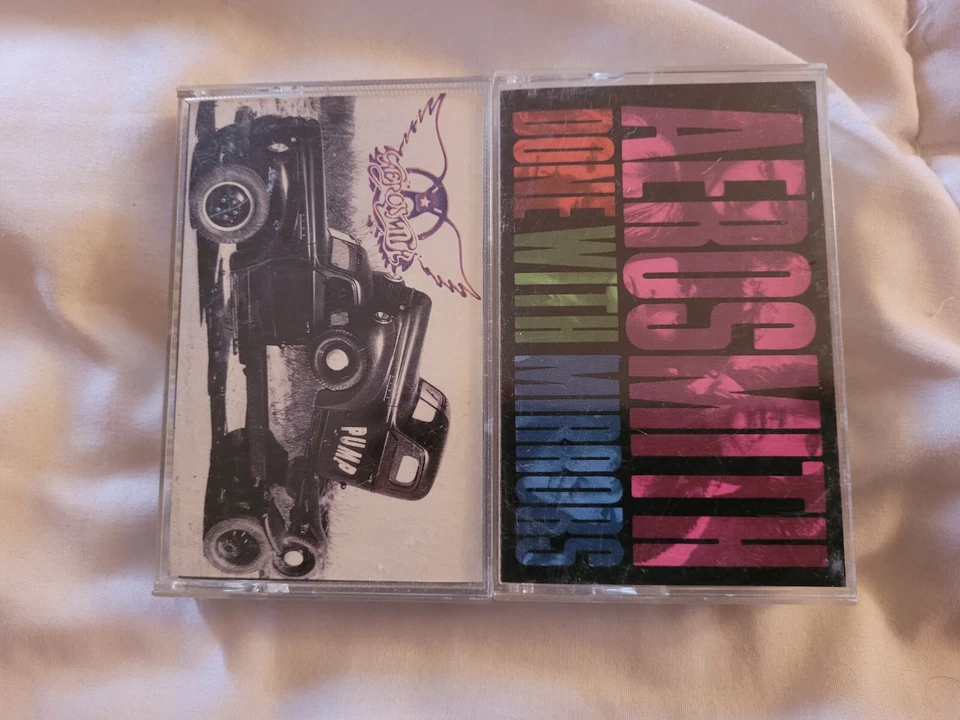 AEROSMITH
PUMP
AEROSMITH
DONE WITH MIRRORS